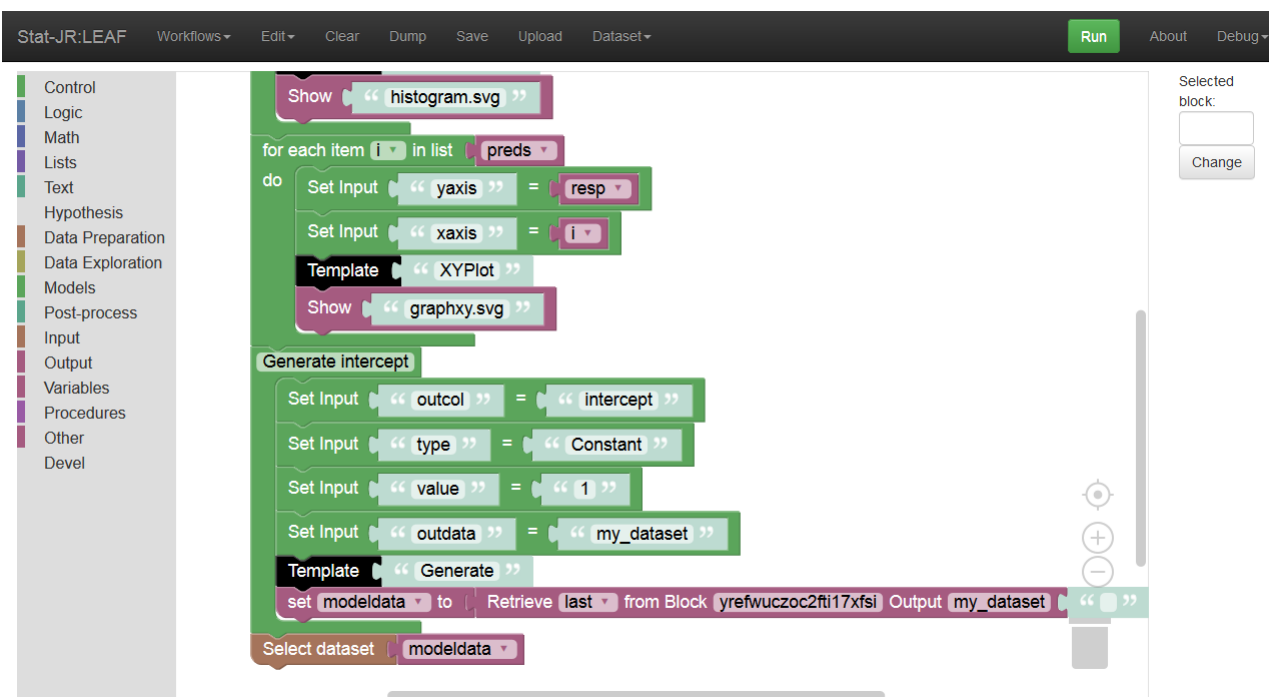 Stat-JR:LEAF Workflows Edit Clear Dump Save Upload Dataset Run About Debug
Control
Logic
Math
Lists
Text
Hypothesis
Data Preparation
Data Exploration
Models
Post-process
Input
Output
Variables
Procedures
Other
Devel
Show “ histogram.svg ”
for each item i in list preds
do Set Input “ yaxis ” = resp
Set Input “ xaxis ” = i
Template “ XYPlot ”
Show “ graphxy.svg ”
Generate intercept
Set Input “ outcol ” = “ intercept ”
Set Input “ type ” = “ Constant ”
Set Input “ value ” = “ 1 ”
Set Input “ outdata ” = “ my_dataset ”
Template “ Generate ”
set modeldata to Retrieve last from Block yrefwuczoc2fti17xfsi Output my_dataset “ ”
Select dataset modeldata
Selected
block:
Change